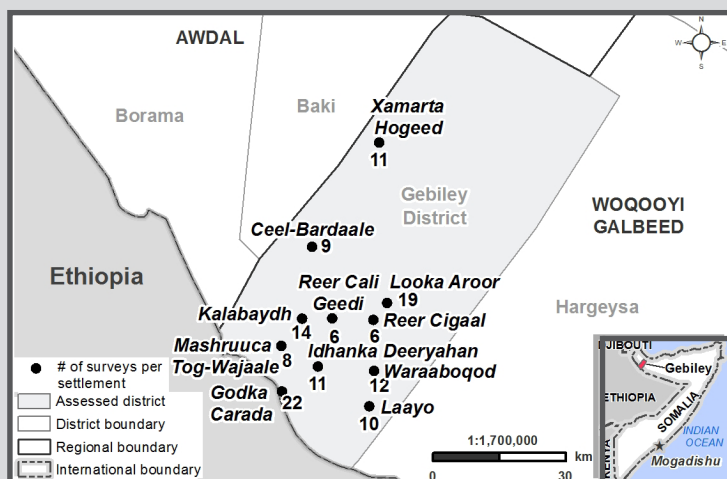 AWDAL
N
W
E
S
Borama
Baki
Xamarta
Hogeed
11
Gebiley
District
WOQOOYI
GALBEED
Ceel-Bardaale
9
Ethiopia
Reer Cali
Geedi
6
Looka Aroor
19
Hargeysa
Kalabaydh
14
Reer Cigaal
6
Mashruuca
Tog-Wajaale
8
Idhanka Deeryahan
11
Waraaboqod
12
Godka
Carada
22
Laayo
10
# of surveys per
settlement
Assessed district
District boundary
Regional boundary
International boundary
1:1,700,000
km
0
30
Gebiley
ETHIOPIA
SOMALIA
INDIAN
OCEAN
Mogadishu